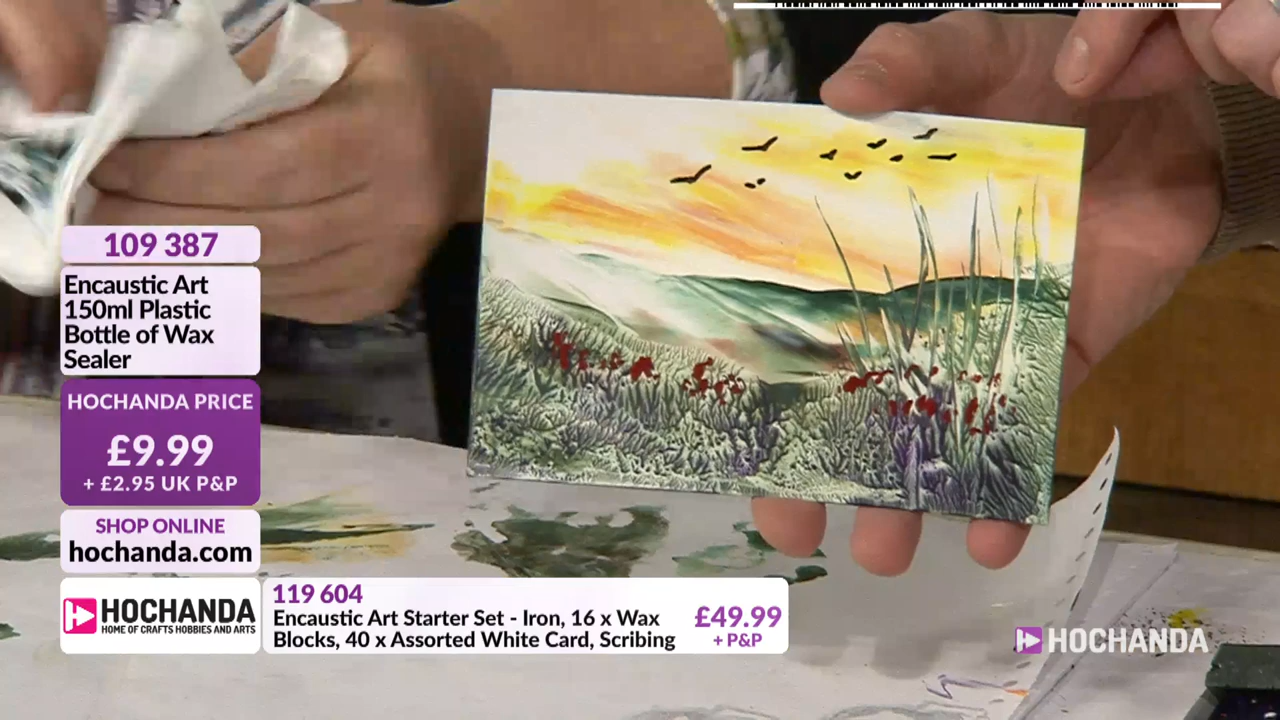 109 387
Encaustic Art
150ml Plastic
Bottle of Wax
Sealer
HOCHANDA PRICE
£9.99
+ £2.95 UK P&P
SHOP ONLINE
hochanda.com
HOCHANDA
HOME OF CRAFTS HOBBIES AND ARTS
119 604
Encaustic Art Starter Set - Iron, 16 x Wax
Blocks, 40 x Assorted White Card, Scribing
£49.99
+ P&P
HOCHANDA